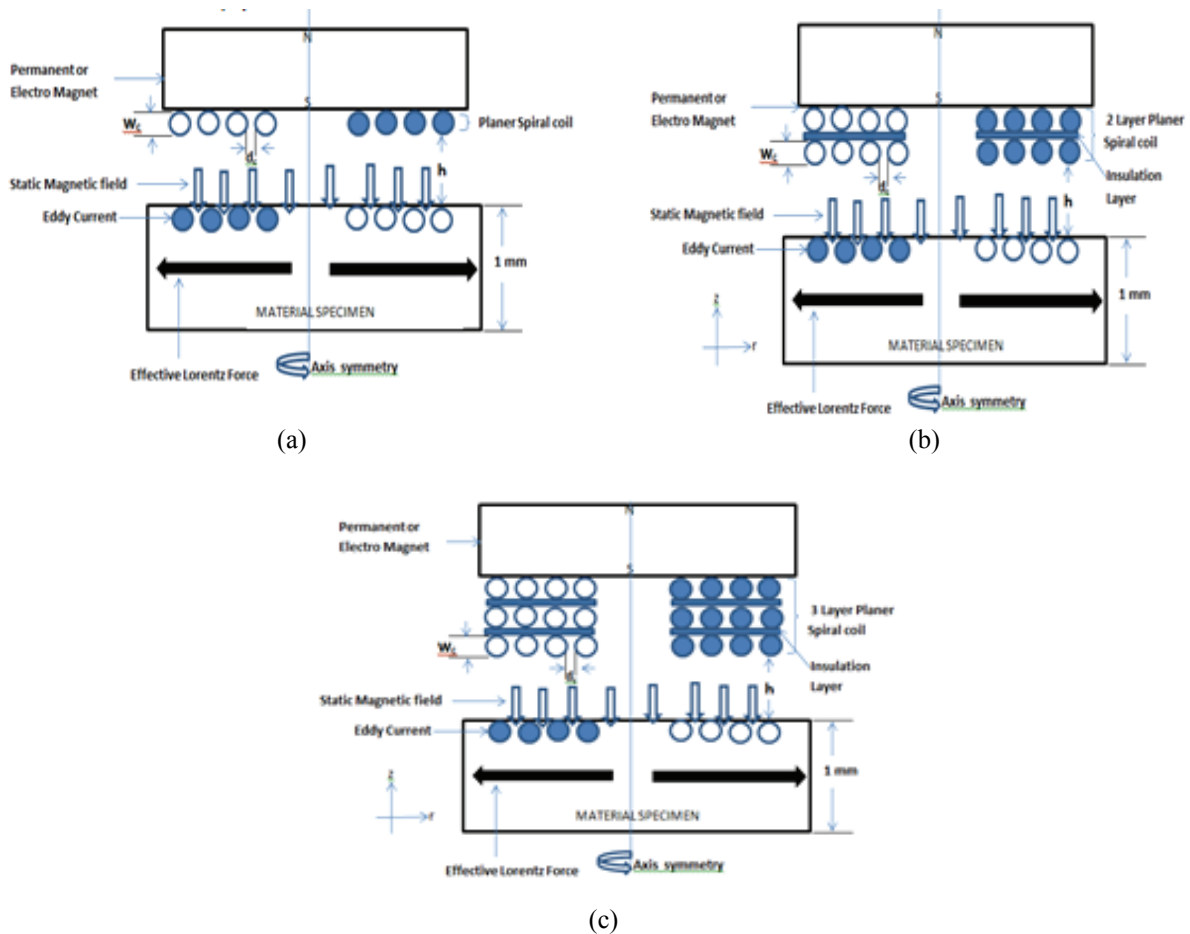 N
Permanent or
Electro Magnet
S
Wc
Planer Spiral coil
h
Static Magnetic field
Eddy Current
1 mm
MATERIAL SPECIMEN
Effective Lorentz Force
Axis symmetry
(a)
N
Permanent or
Electro Magnet
S
2 Layer Planer
Spiral coil
Wc
Insulation
Layer
Static Magnetic field
h
Eddy Current
1 mm
z
r
MATERIAL SPECIMEN
Effective Lorentz Force
Axis symmetry
(b)
N
Permanent or
Electro Magnet
S
3 Layer Planer
Spiral coil
Wc
Insulation
Layer
h
Static Magnetic field
Eddy Current
1 mm
z
r
MATERIAL SPECIMEN
Effective Lorentz Force
Axis symmetry
(c)